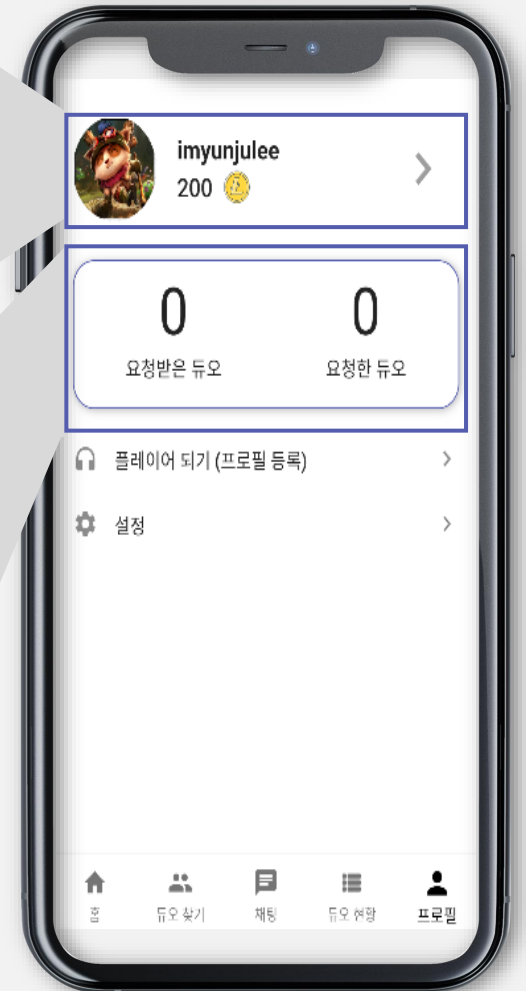 imyunjulee
200
0
0
요청받은 듀오
요청한 듀오
플레이어 되기 (프로필 등록)
설정
홈
듀오 찾기
채팅
듀오 현황
프로필